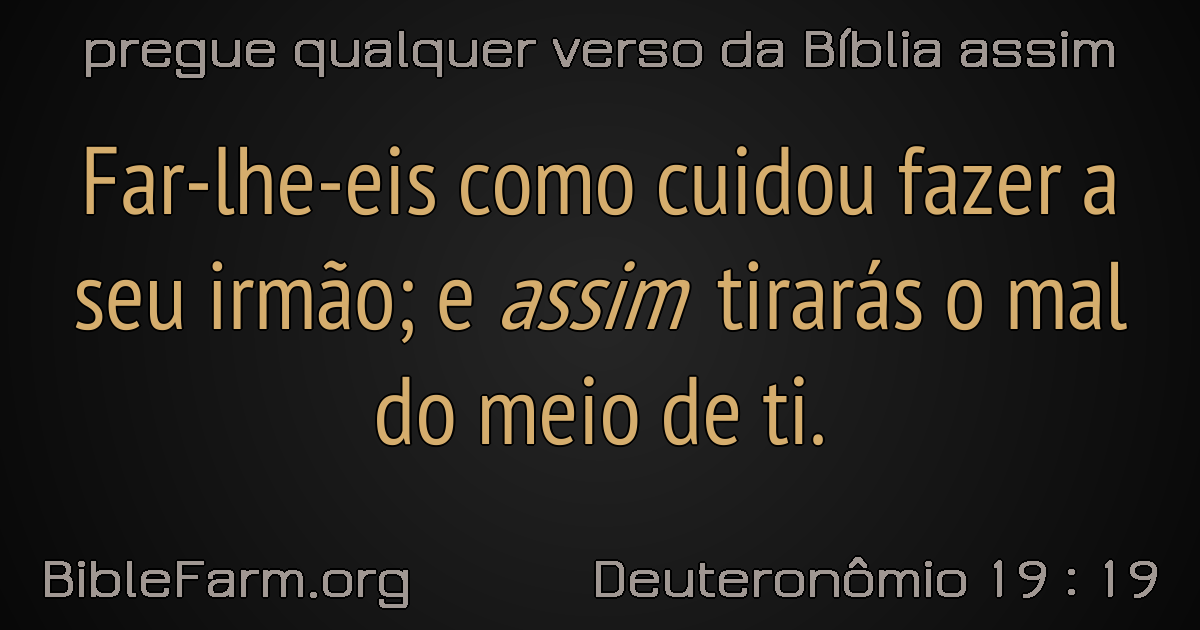 pregue qualquer verso da Bíblia assim
Far-lhe-eis como cuidou fazer a
seu irmão; e assim tirarás o mal
do meio de ti.
BibleFarm.org
Deuteronômio 19 : 19